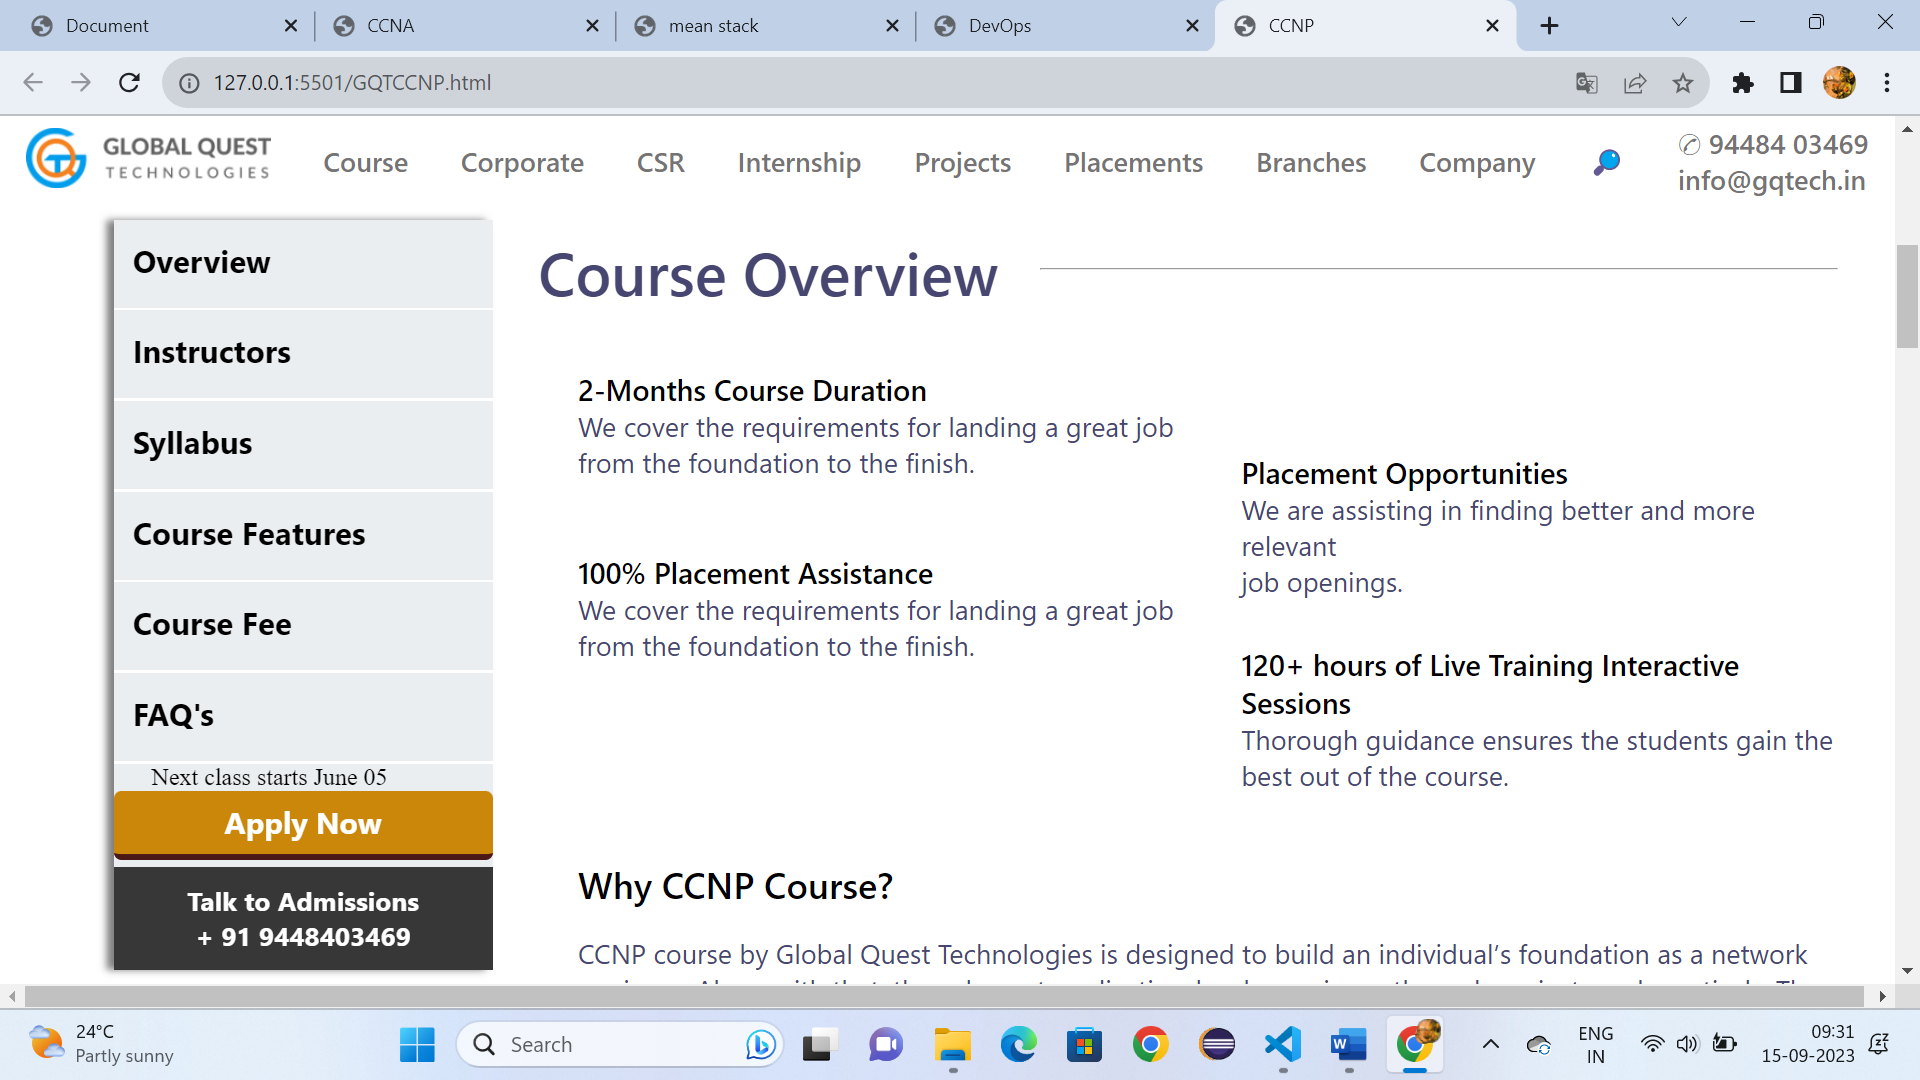 Document
CCNA
mean stack
DevOps
CCNP
127.0.0.1:5501/GQTCCNP.html
GLOBAL QUEST
TECHNOLOGIES
Course
Corporate
CSR
Internship
Projects
Placements
Branches
Company
✆ 94484 03469
info@gqtech.in
Overview
Instructors
Syllabus
Course Features
Course Fee
FAQ's
Next class starts June 05
Apply Now
Talk to Admissions
+ 91 9448403469
Course Overview
2-Months Course Duration
We cover the requirements for landing a great job
from the foundation to the finish.
100% Placement Assistance
We cover the requirements for landing a great job
from the foundation to the finish.
Placement Opportunities
We are assisting in finding better and more
relevant
job openings.
120+ hours of Live Training Interactive
Sessions
Thorough guidance ensures the students gain the
best out of the course.
Why CCNP Course?
CCNP course by Global Quest Technologies is designed to build an individual’s foundation as a network
24°C
Partly sunny
Search
ENG
IN
09:31
15-09-2023